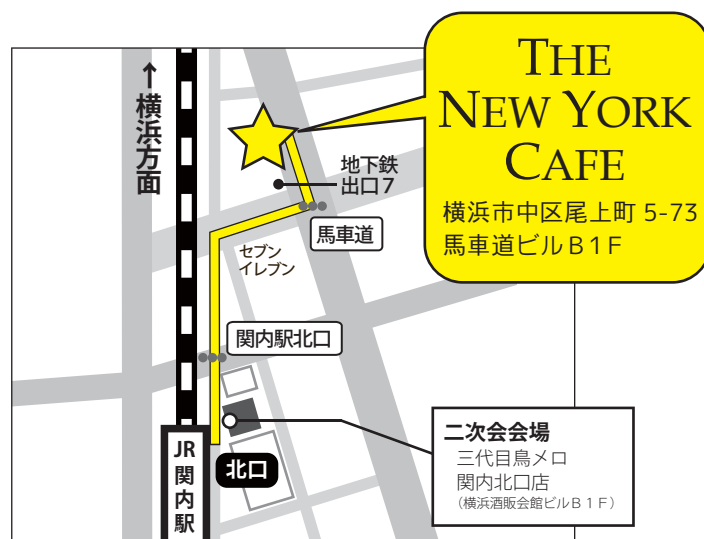 THE
NEW YORK
CAFE
横浜市中区尾上町 5-73
馬車道ビルB1F
↑横浜方面
地下鉄
出口7
馬車道
セブン
イレブン
関内駅北口
二次会会場
三代目鳥メロ
関内北口店
(横浜酒販会館ビルB1F)
北口
JR関内駅